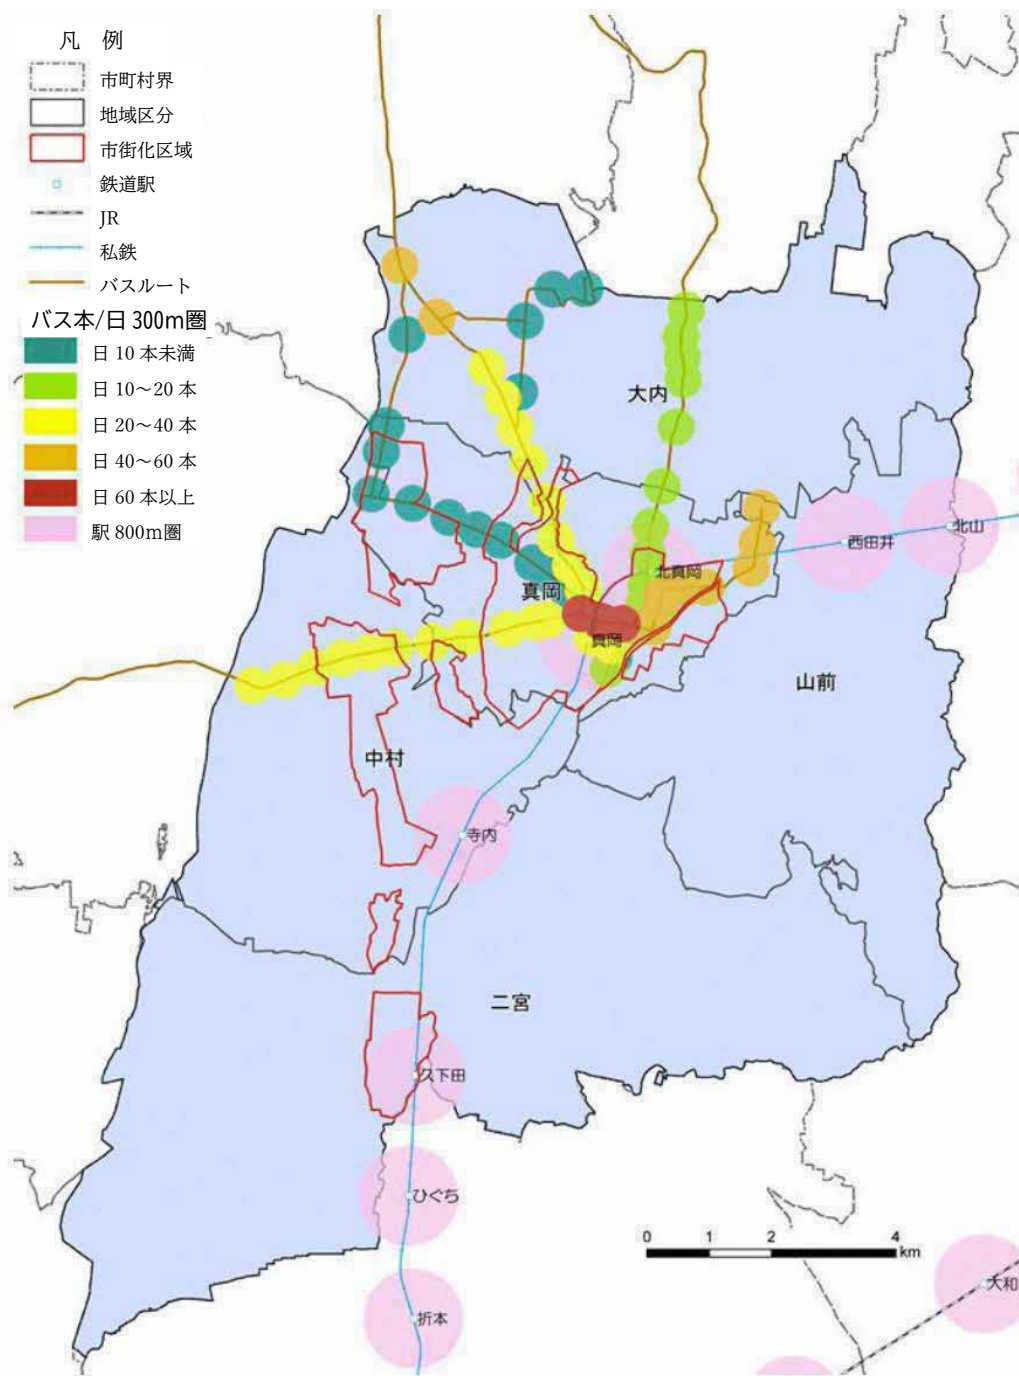 凡 例
市町村界
地域区分
市街化区域
鉄道駅
JR
私鉄
バスルート
バス本/日 300m圏
日 10 本未満
日 10～20 本
日 20～40 本
日 40～60 本
日 60 本以上
駅 800m圏
大内
北山
西田井
北真岡
真岡
真岡
山前
中村
寺内
二宮
久下田
ひぐち
0 1 2 4
km
大和
折本